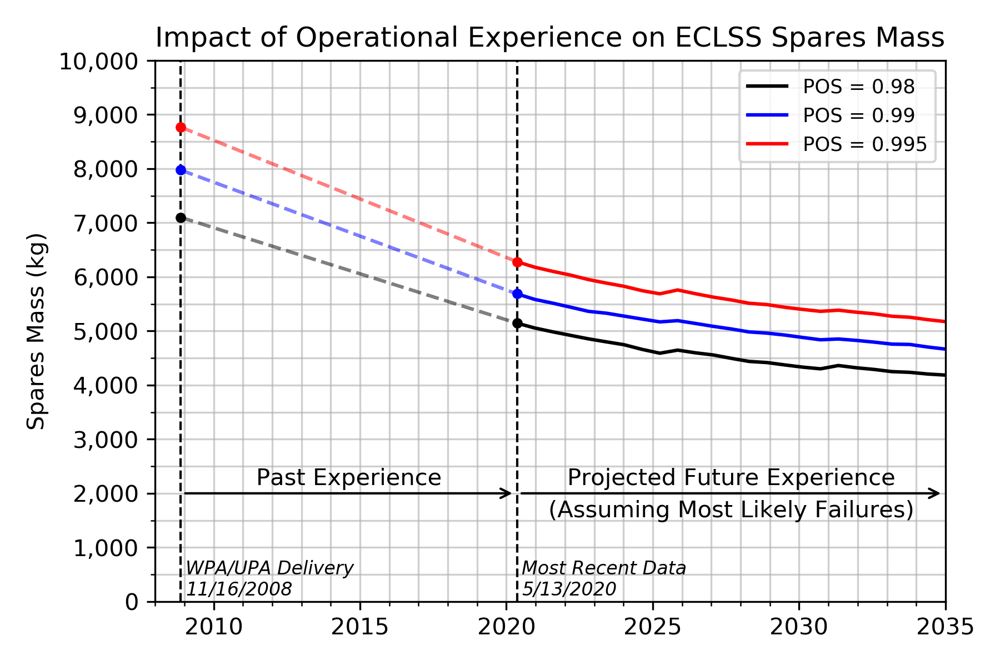 Impact of Operational Experience on ECLSS Spares Mass
10,000
9,000
8,000
7,000
6,000
5,000
4,000
3,000
2,000
1,000
0
Spares Mass (kg)
POS = 0.98
POS = 0.99
POS = 0.995
Past Experience
Projected Future Experience
(Assuming Most Likely Failures)
WPA/UPA Delivery
11/16/2008
Most Recent Data
5/13/2020
2010
2015
2020
2025
2030
2035